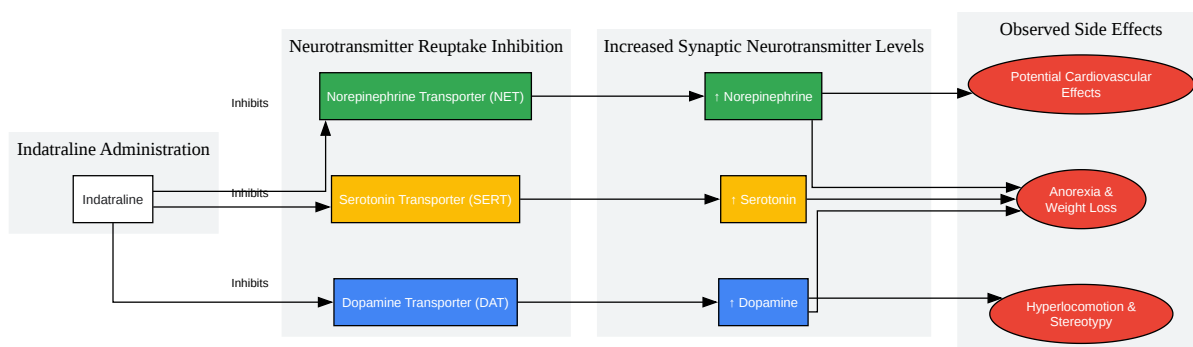 Indatraline Administration
Indatraline
Inhibits
Inhibits
Inhibits
Neurotransmitter Reuptake Inhibition
Norepinephrine Transporter (NET)
Serotonin Transporter (SERT)
Dopamine Transporter (DAT)
Increased Synaptic Neurotransmitter Levels
↑ Norepinephrine
↑ Serotonin
↑ Dopamine
Observed Side Effects
Potential Cardiovascular
Effects
Anorexia &
Weight Loss
Hyperlocomotion &
Stereotypy